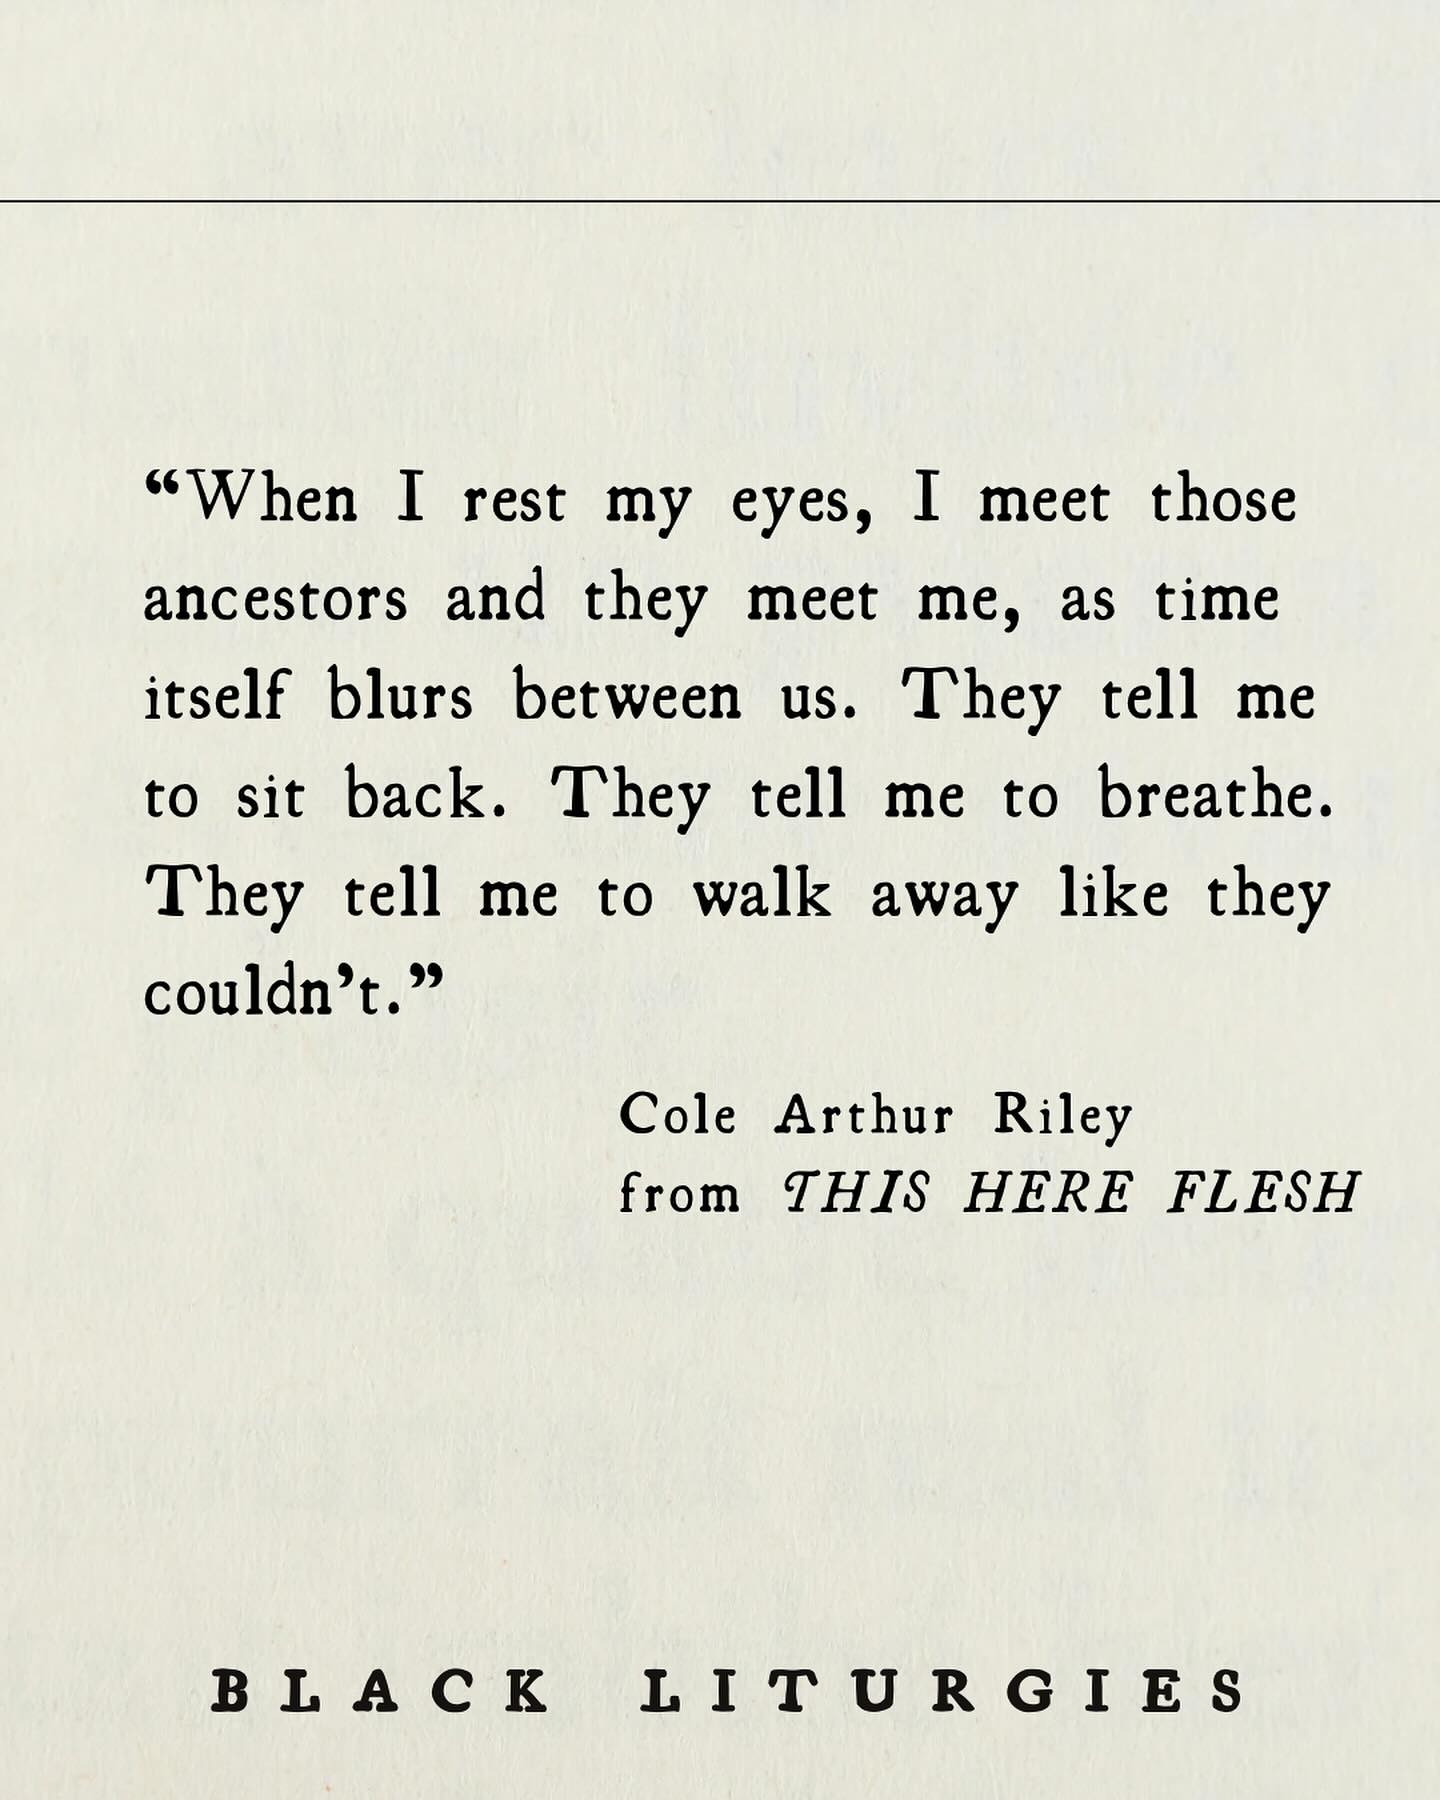 “When I rest my eyes, I meet those
ancestors and they meet me, as time
itself blurs between us. They tell me
to sit back. They tell me to breathe.
They tell me to walk away like they
couldn’t.”
Cole Arthur Riley
from THIS HERE FLESH
BLACK LITURGIES